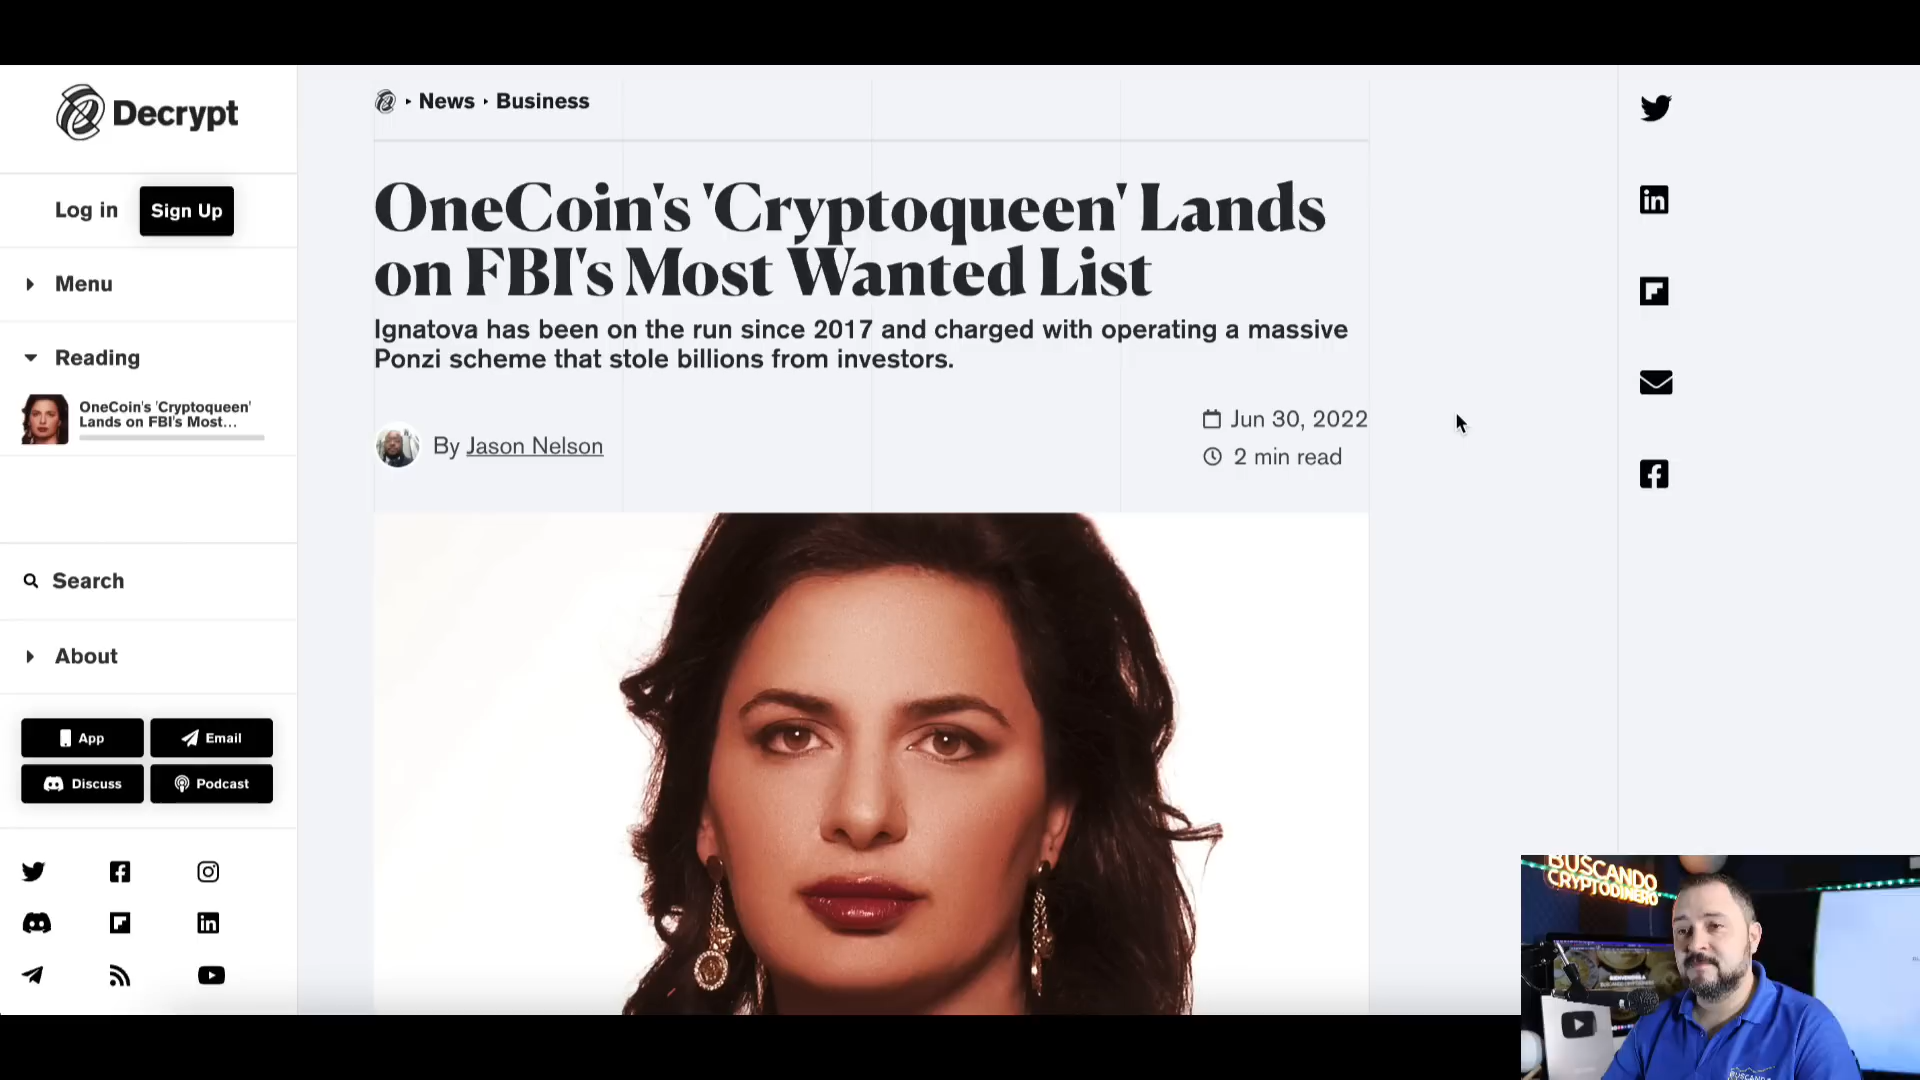 Decrypt
Log in
Sign Up
Menu
Reading
OneCoin's 'Cryptoqueen'
Lands on FBI's Most...
Search
About
App
Email
Discuss
Podcast
News
Business
OneCoin's 'Cryptoqueen' Lands
on FBI's Most Wanted List
Ignatova has been on the run since 2017 and charged with operating a massive
Ponzi scheme that stole billions from investors.
By Jason Nelson
Jun 30, 2022
2 min read
BUSCANDO
CRYPTODINERO